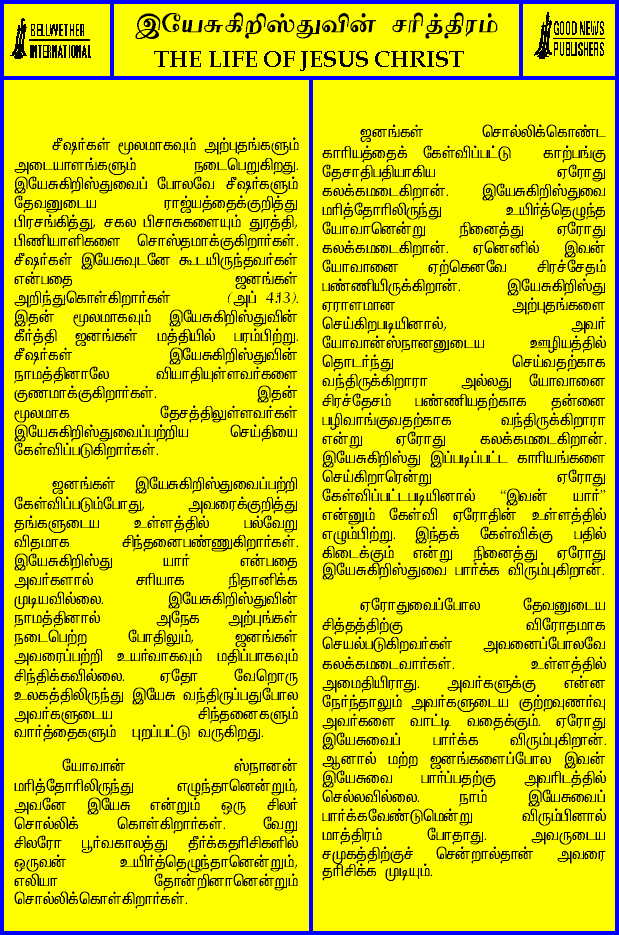 BELLWETHER
INTERNATIONAL
இயேசுகிறிஸ்துவின் சரித்திரம்
THE LIFE OF JESUS CHRIST
GOOD NEWS
PUBLISHERS
சீஷர்கள் மூலமாகவும் அற்புதங்களும்
அடையாளங்களும் நடைபெறுகிறது.
இயேசுகிறிஸ்துவைப் போலவே சீஷர்களும்
தேவனுடைய ராஜ்யத்தைக்குறித்து
பிரசங்கித்து, சகல பிசாசுகளையும் துரத்தி,
பிணியாளிகளை சொஸ்தமாக்குகிறார்கள்.
சீஷர்கள் இயேசுவுடனே கூடயிருந்தவர்கள்
என்பதை ஜனங்கள்
அறிந்துகொள்கிறார்கள் (அப் 4:13).
இதன் மூலமாகவும் இயேசுகிறிஸ்துவின்
கீர்த்தி ஜனங்கள் மத்தியில் பரம்பிற்று.
சீஷர்கள் இயேசுகிறிஸ்துவின்
நாமத்தினாலே வியாதியுள்ளவர்களை
குணமாக்குகிறார்கள். இதன்
மூலமாக தேசத்திலுள்ளவர்கள்
இயேசுகிறிஸ்துவைப்பற்றிய செய்தியை
கேள்விப்படுகிறார்கள்.
ஜனங்கள் இயேசுகிறிஸ்துவைப்பற்றி
கேள்விப்படும்போது, அவரைக்குறித்து
தங்களுடைய உள்ளத்தில் பல்வேறு
விதமாக சிந்தனைபண்ணுகிறார்கள்.
இயேசுகிறிஸ்து யார் என்பதை
அவர்களால் சரியாக நிதானிக்க
முடியவில்லை. இயேசுகிறிஸ்துவின்
நாமத்தினால் அநேக அற்புங்கள்
நடைபெற்ற போதிலும், ஜனங்கள்
அவரைப்பற்றி உயர்வாகவும் மதிப்பாகவும்
சிந்திக்கவில்லை. ஏதோ வேறொரு
உலகத்திலிருந்து இயேசு வந்திருப்பதுபோல
அவர்களுடைய சிந்தனைகளும்
வார்த்தைகளும் புறப்பட்டு வருகிறது.
யோவான் ஸ்நானன்
மரித்தோரிலிருந்து எழுந்தானென்றும்,
அவனே இயேசு என்றும் ஒரு சிலர்
சொல்லிக் கொள்கிறார்கள். வேறு
சிலரோ பூர்வகாலத்து தீர்க்கதரிசிகளில்
ஒருவன் உயிர்த்தெழுந்தானென்றும்,
எலியா தோன்றினானென்றும்
சொல்லிக்கொள்கிறார்கள்.
ஜனங்கள் சொல்லிக்கொண்ட
காரியத்தைக் கேள்விப்பட்டு காற்பங்கு
தேசாதிபதியாகிய ஏரோது
கலக்கமடைகிறான். இயேசுகிறிஸ்துவை
மரித்தோரிலிருந்து உயிர்த்தெழுந்த
யோவானென்று நினைத்து ஏரோது
கலக்கமடைகிறான். ஏனெனில் இவன்
யோவானை ஏற்கெனவே சிரச்சேதம்
பண்ணியிருக்கிறான். இயேசுகிறிஸ்து
ஏராளமான அற்புதங்களை
செய்கிறபடியினால், அவர்
யோவான்ஸ்நானனுடைய ஊழியத்தில்
தொடர்ந்து செய்வதற்காக
வந்திருக்கிறாரா அல்லது யோவானை
சிரச்தேசம் பண்ணியதற்காக தன்னை
பழிவாங்குவதற்காக வந்திருக்கிறாரா
என்று ஏரோது கலக்கமடைகிறான்.
இயேசுகிறிஸ்து இப்படிப்பட்ட காரியங்களை
செய்கிறாரென்று ஏரோது
கேள்விப்பட்டபடியினால் “இவன் யார்”
என்னும் கேள்வி ஏரோதின் உள்ளத்தில்
எழும்பிற்று. இந்தக் கேள்விக்கு பதில்
கிடைக்கும் என்று நினைத்து ஏரோது
இயேசுகிறிஸ்துவை பார்க்க விரும்புகிறான்.
ஏரோதுவைப்போல தேவனுடைய
சித்தத்திற்கு விரோதமாக
செயல்படுகிறவர்கள் அவனைப்போலவே
கலக்கமடைவார்கள். உள்ளத்தில்
அமைதியிராது. அவர்களுக்கு என்ன
நேர்ந்தாலும் அவர்களுடைய குற்றவுணர்வு
அவர்களை வாட்டி வதைக்கும். ஏரோது
இயேசுவைப் பார்க்க விரும்புகிறான்.
ஆனால் மற்ற ஜனங்களைப்போல இவன்
இயேசுவை பார்ப்பதற்கு அவரிடத்தில்
செல்லவில்லை. நாம் இயேசுவைப்
பார்க்கவேண்டுமென்று விரும்பினால்
மாத்திரம் போதாது. அவருடைய
சமுகத்திற்குச் சென்றால்தான் அவரை
தரிசிக்க முடியும்.